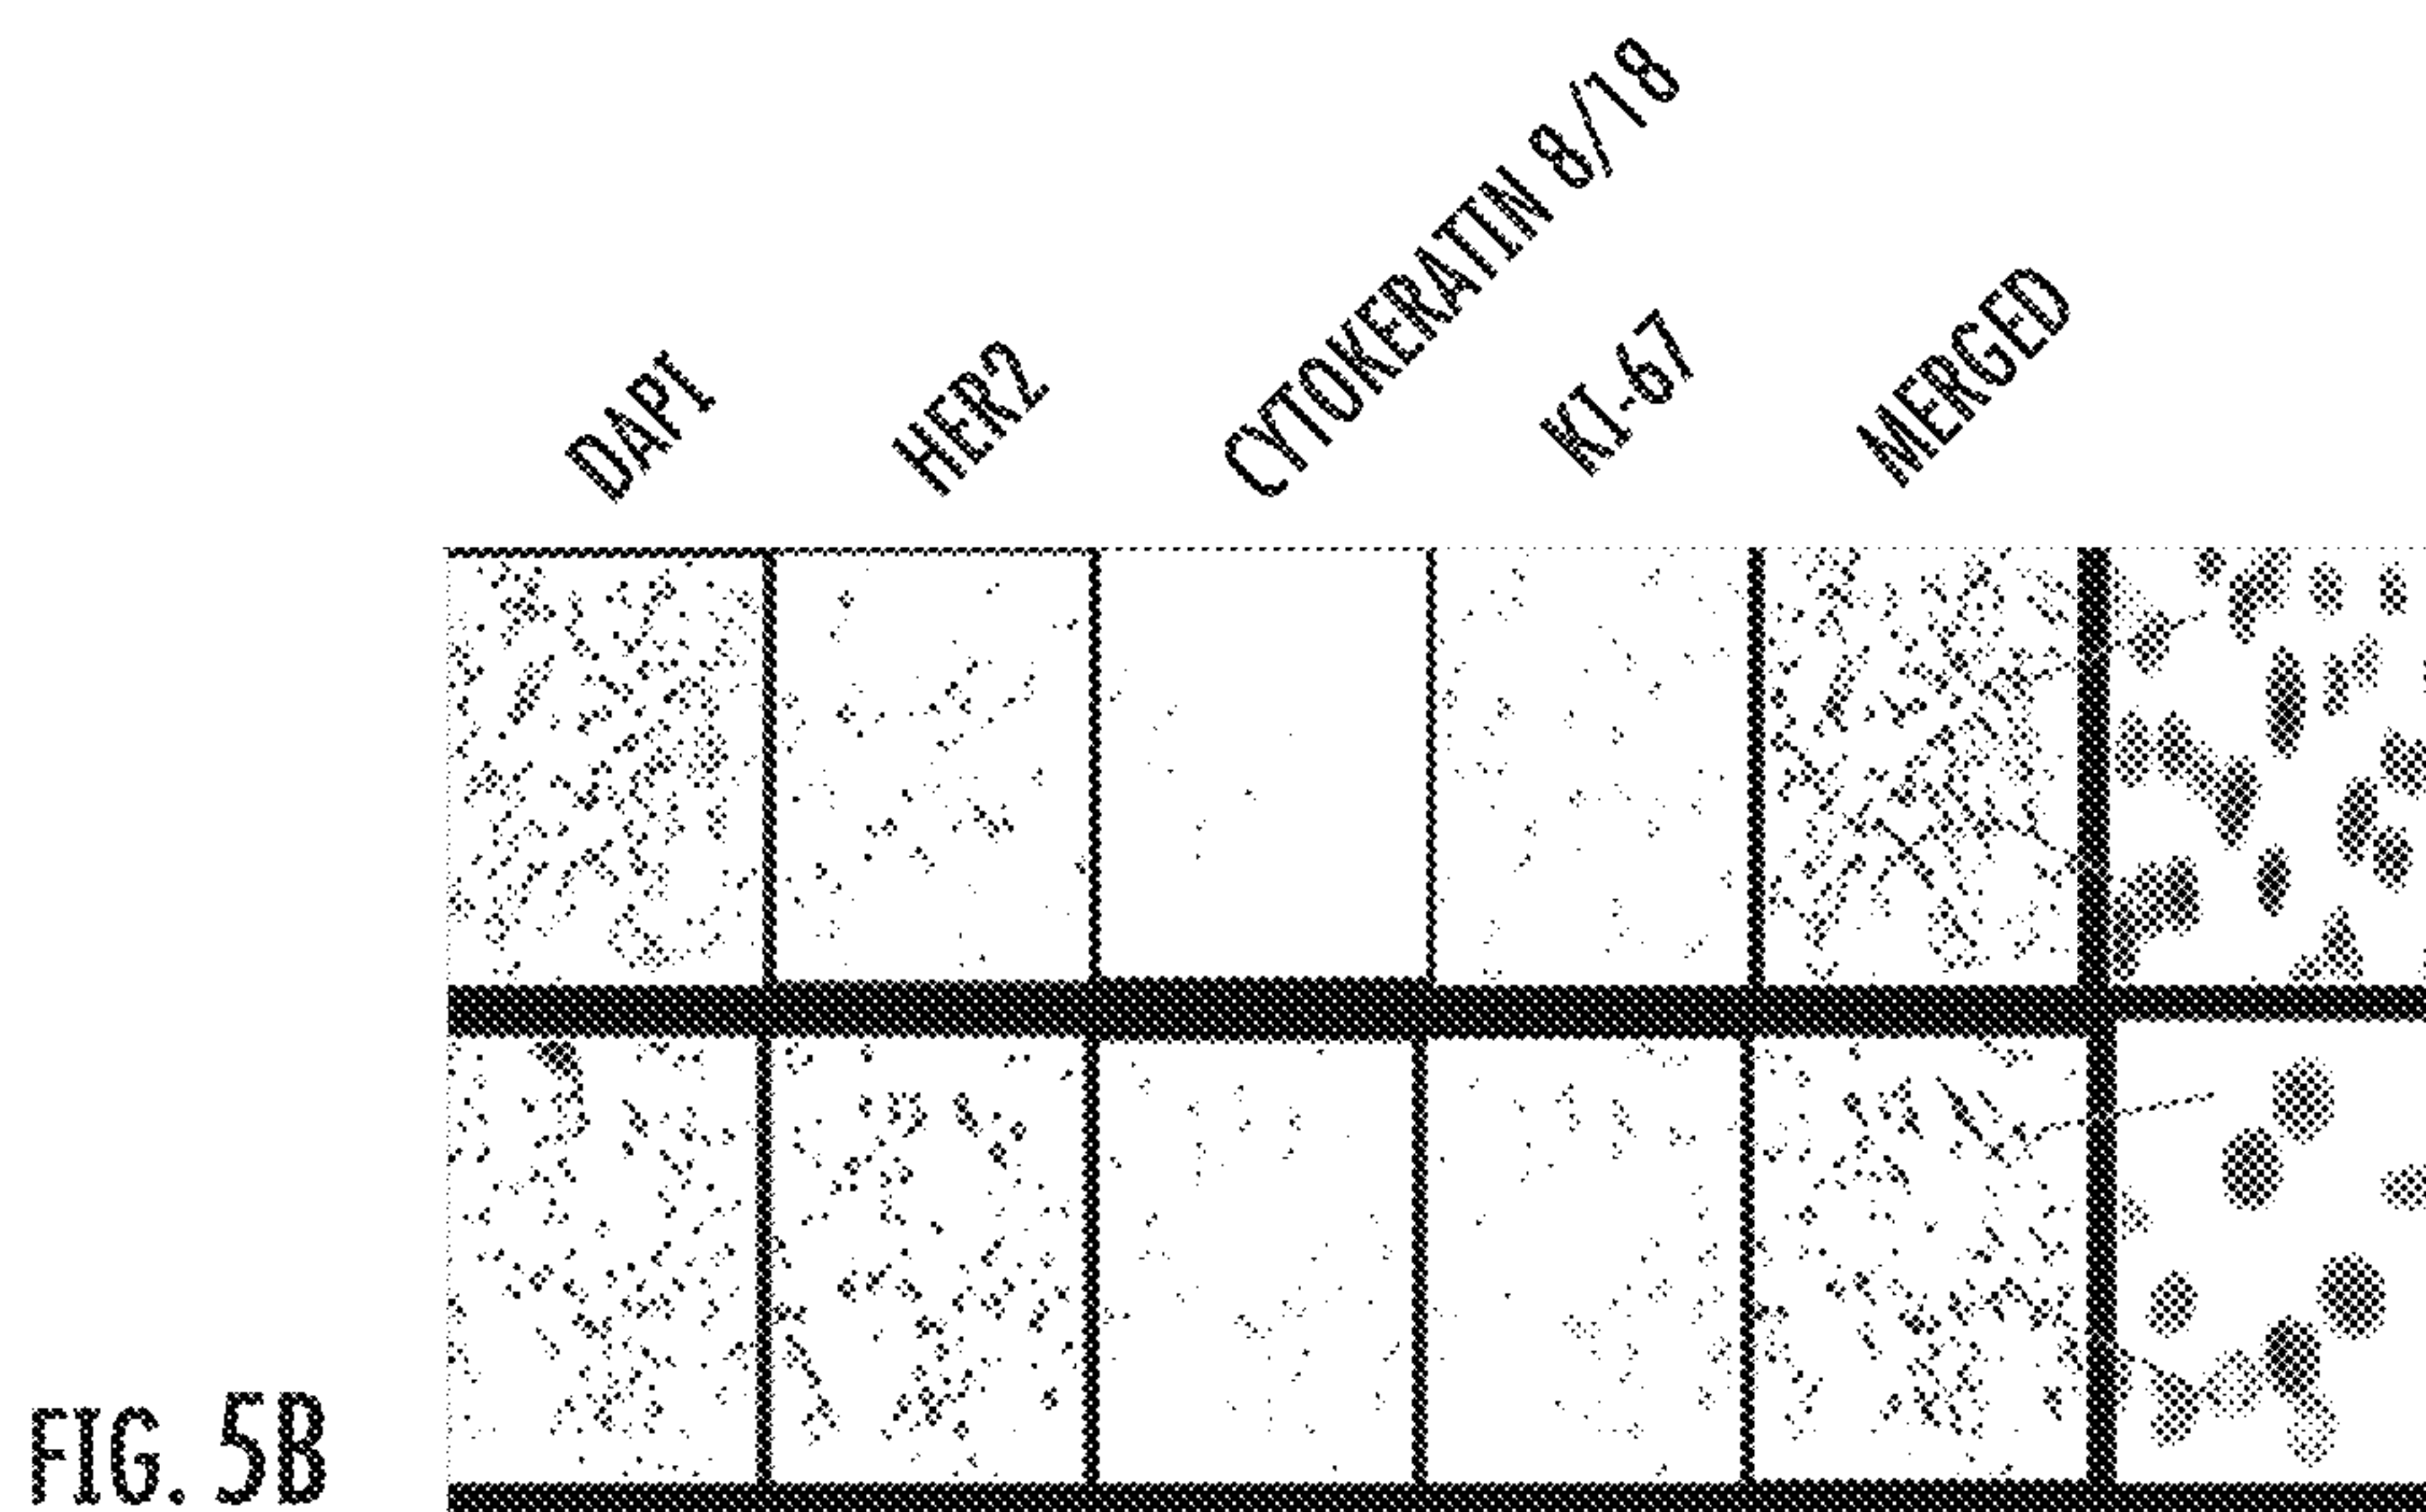 DAPI
HER2
CYTOKERATIN 8/18
KI-67
MERGED
FIG. 5B